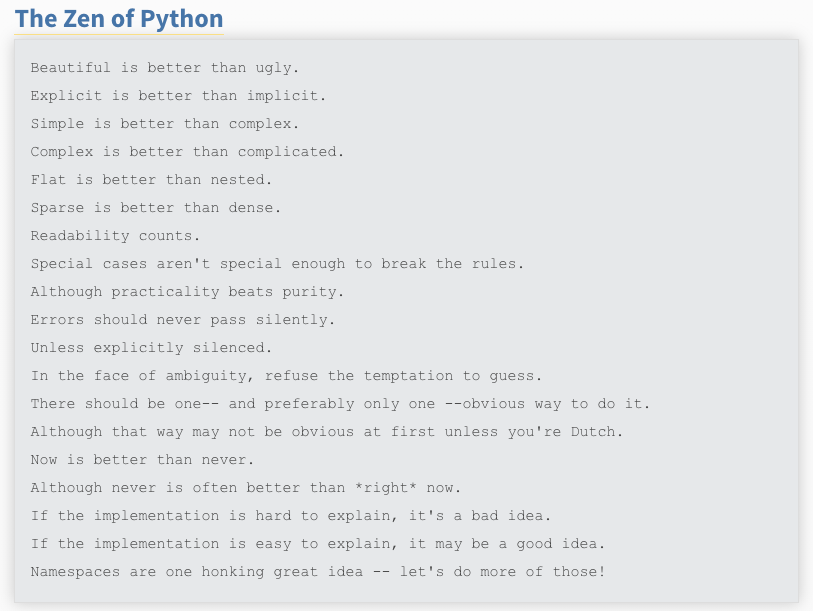 The Zen of Python
Beautiful is better than ugly.
Explicit is better than implicit.
Simple is better than complex.
Complex is better than complicated.
Flat is better than nested.
Sparse is better than dense.
Readability counts.
Special cases aren't special enough to break the rules.
Although practicality beats purity.
Errors should never pass silently.
Unless explicitly silenced.
In the face of ambiguity, refuse the temptation to guess.
There should be one-- and preferably only one --obvious way to do it.
Although that way may not be obvious at first unless you're Dutch.
Now is better than never.
Although never is often better than *right* now.
If the implementation is hard to explain, it's a bad idea.
If the implementation is easy to explain, it may be a good idea.
Namespaces are one honking great idea -- let's do more of those!